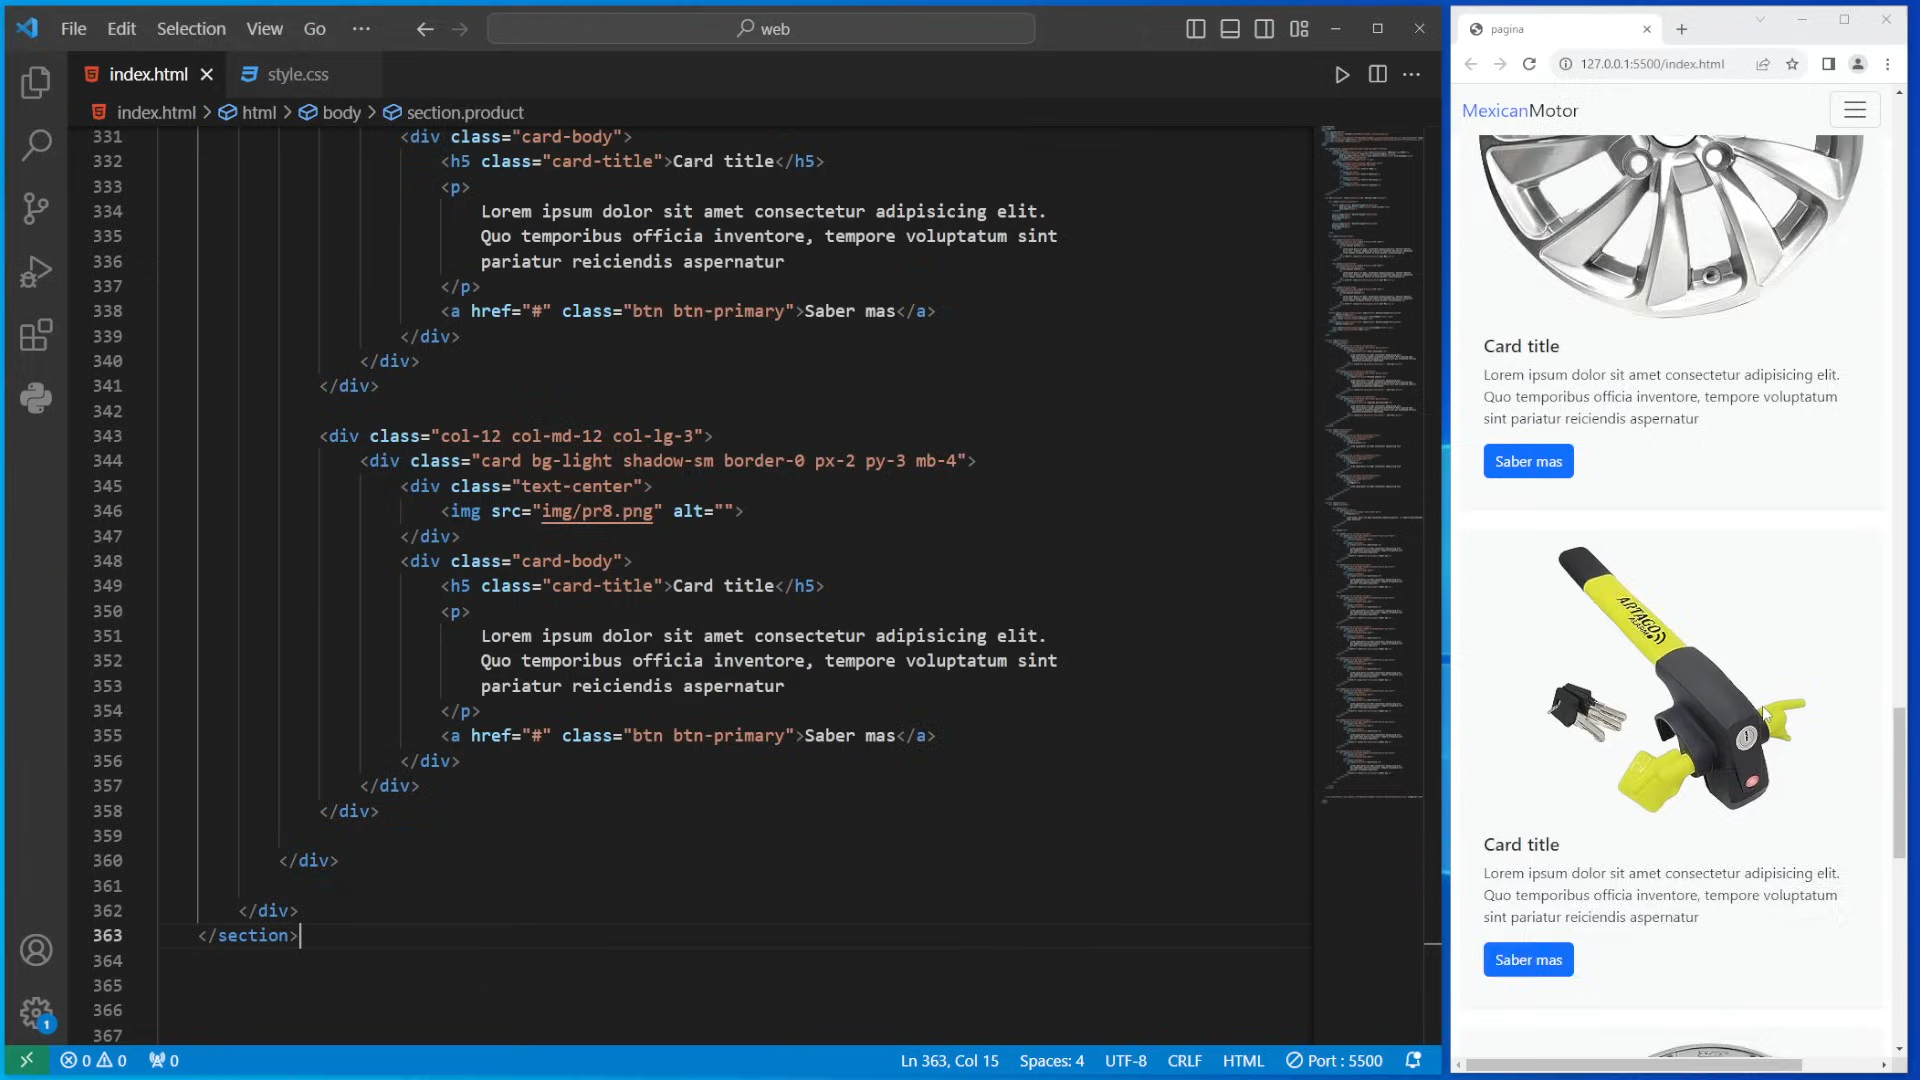 File Edit Selection View Go ··· web
index.html style.css
index.html > html > body > section.product
331 <div class="card-body">
332 <h5 class="card-title">Card title</h5>
333 <p>
334 Lorem ipsum dolor sit amet consectetur adipisicing elit.
335 Quo temporibus officia inventore, tempore voluptatum sint
336 pariatur reiciendis aspernatur
337 </p>
338 <a href="#" class="btn btn-primary">Saber mas</a>
339 </div>
340 </div>
341 </div>
342
343 <div class="col-12 col-md-12 col-lg-3">
344 <div class="card bg-light shadow-sm border-0 px-2 py-3 mb-4">
345 <div class="text-center">
346 <img src="img/pr8.png" alt="">
347 </div>
348 <div class="card-body">
349 <h5 class="card-title">Card title</h5>
350 <p>
351 Lorem ipsum dolor sit amet consectetur adipisicing elit.
352 Quo temporibus officia inventore, tempore voluptatum sint
353 pariatur reiciendis aspernatur
354 </p>
355 <a href="#" class="btn btn-primary">Saber mas</a>
356 </div>
357 </div>
358 </div>
359
360 </div>
361
362 </div>
363 </section>
364
365
366
367
1
0 0 0 Ln 363, Col 15 Spaces: 4 UTF-8 CRLF HTML Port : 5500
pagina
127.0.0.1:5500/index.html
MexicanMotor
Card title
Lorem ipsum dolor sit amet consectetur adipisicing elit.
Quo temporibus officia inventore, tempore voluptatum
sint pariatur reiciendis aspernatur
Saber mas
ARTAGO
Card title
Lorem ipsum dolor sit amet consectetur adipisicing elit.
Quo temporibus officia inventore, tempore voluptatum
sint pariatur reiciendis aspernatur
Saber mas